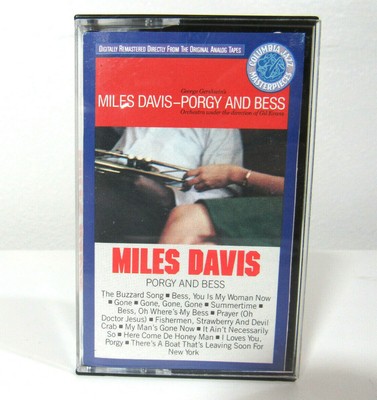 DIGITALLY REMASTERED DIRECTLY FROM THE ORIGINAL ANALOG TAPES
COLUMBIA JAZZ
MASTERPIECES
George Gershwin's
MILES DAVIS–PORGY AND BESS
Orchestra under the direction of Gil Evans
MILES DAVIS
PORGY AND BESS
The Buzzard Song ■ Bess, You Is My Woman Now
■ Gone ■ Gone, Gone, Gone ■ Summertime ■
Bess, Oh Where's My Bess ■ Prayer (Oh
Doctor Jesus) ■ Fishermen, Strawberry And Devil
Crab ■ My Man's Gone Now ■ It Ain't Necessarily
So ■ Here Come De Honey Man ■ I Loves You,
Porgy ■ There's A Boat That's Leaving Soon For
New York